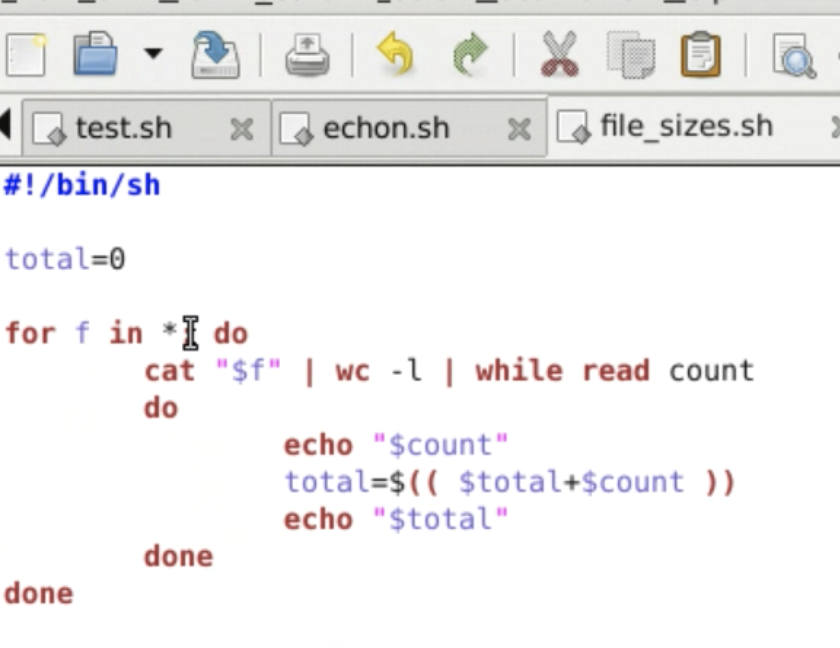 test.sh
echon.sh
file_sizes.sh
#!/bin/sh
total=0
for f in *; do
cat "$f" | wc -l | while read count
do
echo "$count"
total=$(( $total+$count ))
echo "$total"
done
done